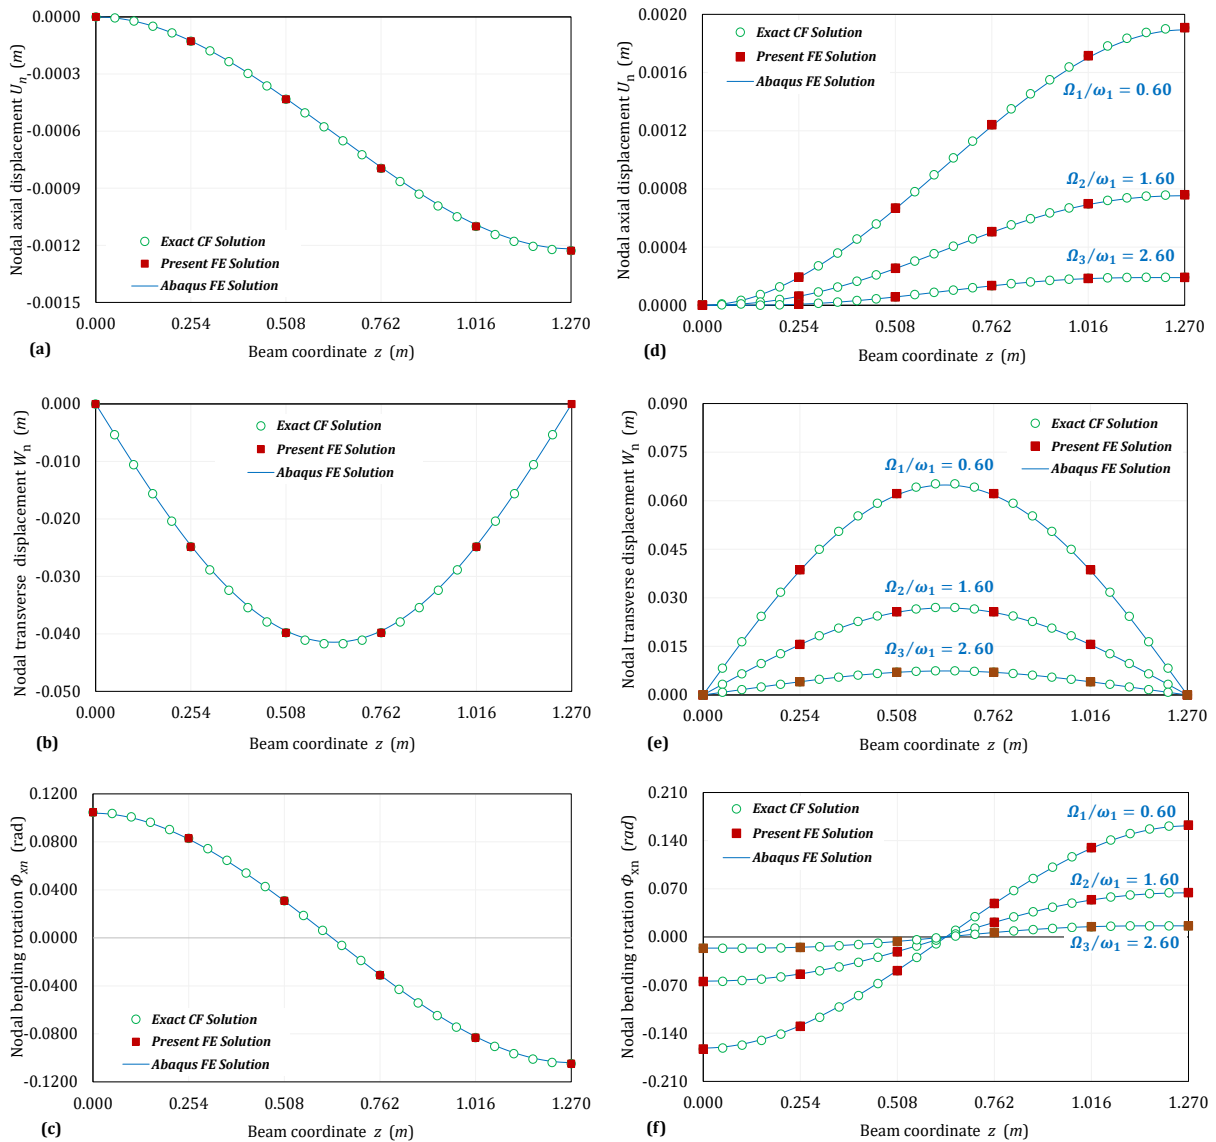 0.0000
-0.0003
-0.0006
-0.0009
-0.0012
-0.0015
Nodal axial displacement Uₙ (m)
Exact CF Solution
Present FE Solution
Abaqus FE Solution
0.000 0.254 0.508 0.762 1.016 1.270
Beam coordinate z (m)
(a)
0.0020
0.0016
0.0012
0.0008
0.0004
0.0000
Nodal axial displacement Uₙ (m)
Exact CF Solution
Present FE Solution
Abaqus FE Solution
Ω₁/ω₁ = 0.60
Ω₂/ω₁ = 1.60
Ω₃/ω₁ = 2.60
0.000 0.254 0.508 0.762 1.016 1.270
Beam coordinate z (m)
(d)
0.000
-0.010
-0.020
-0.030
-0.040
-0.050
Nodal transverse displacement Wₙ (m)
Exact CF Solution
Present FE Solution
Abaqus FE Solution
0.000 0.254 0.508 0.762 1.016 1.270
Beam coordinate z (m)
(b)
0.090
0.075
0.060
0.045
0.030
0.015
0.000
Nodal transverse displacement Wₙ (m)
Exact CF Solution
Present FE Solution
Abaqus FE Solution
Ω₁/ω₁ = 0.60
Ω₂/ω₁ = 1.60
Ω₃/ω₁ = 2.60
0.000 0.254 0.508 0.762 1.016 1.270
Beam coordinate z (m)
(e)
0.1200
0.0800
0.0400
0.0000
-0.0400
-0.0800
-0.1200
Nodal bending rotation Φₓₙ (rad)
Exact CF Solution
Present FE Solution
Abaqus FE Solution
0.000 0.254 0.508 0.762 1.016 1.270
Beam coordinate z (m)
(c)
0.210
0.140
0.070
0.000
-0.070
-0.140
-0.210
Nodal bending rotation Φₓₙ (rad)
Exact CF Solution
Present FE Solution
Abaqus FE Solution
Ω₁/ω₁ = 0.60
Ω₂/ω₁ = 1.60
Ω₃/ω₁ = 2.60
0.000 0.254 0.508 0.762 1.016 1.270
Beam coordinate z (m)
(f)